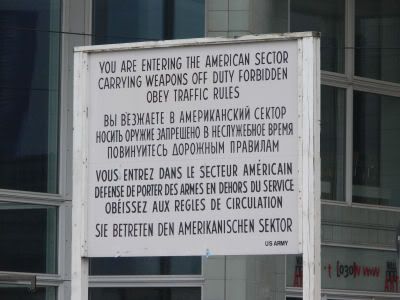 YOU ARE ENTERING THE AMERICAN SECTOR
CARRYING WEAPONS OFF DUTY FORBIDDEN
OBEY TRAFFIC RULES
ВЫ ВЪЕЗЖАЕТЕ В АМЕРИКАНСКИЙ СЕКТОР
НОСИТЬ ОРУЖИЕ ЗАПРЕЩЕНО В НЕСЛУЖЕБНОЕ ВРЕМЯ
ПОВИНУЙТЕСЬ ДОРОЖНЫМ ПРАВИЛАМ
VOUS ENTREZ DANS LE SECTEUR AMÉRICAIN
DEFENSE DE PORTER DES ARMES EN DEHORS DU SERVICE
OBÉISSEZ AUX REGLES DE CIRCULATION
SIE BETRETEN DEN AMERIKANISCHEN SEKTOR
US ARMY